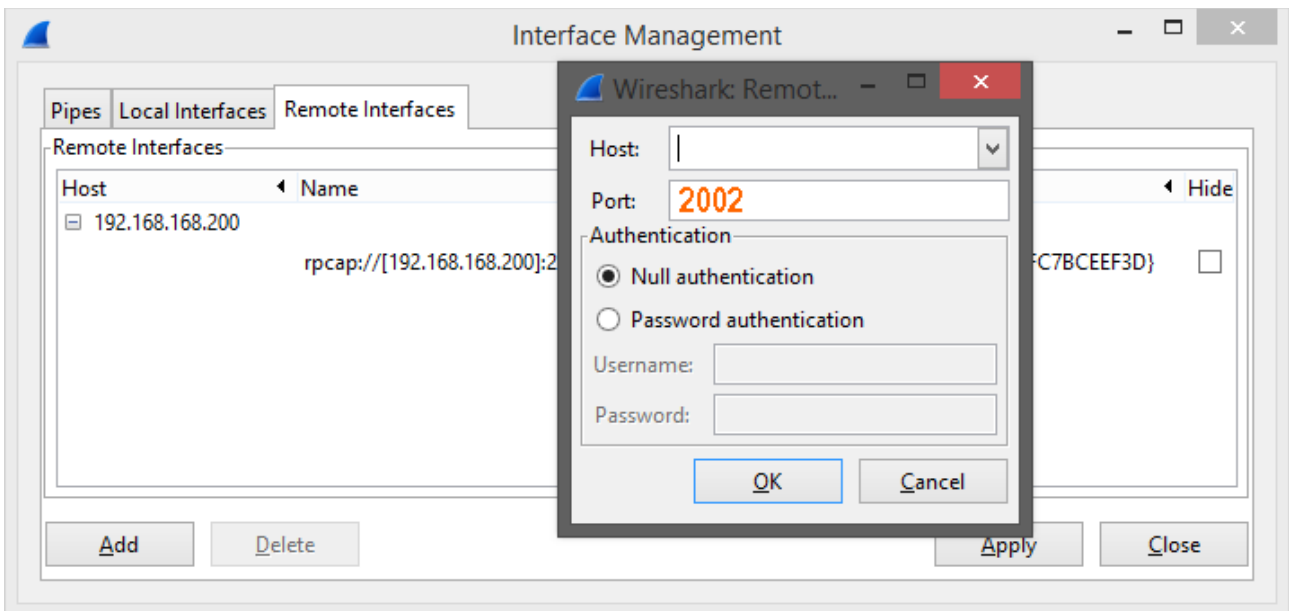 Interface Management
Pipes Local Interfaces Remote Interfaces
Remote Interfaces
Host Name Hide
192.168.168.200
rpcap://[192.168.168.200]:2 FC7BCEEF3D}
Add Delete Apply Close
Wireshark: Remot...
Host:
Port: 2002
Authentication
Null authentication
Password authentication
Username:
Password:
OK Cancel